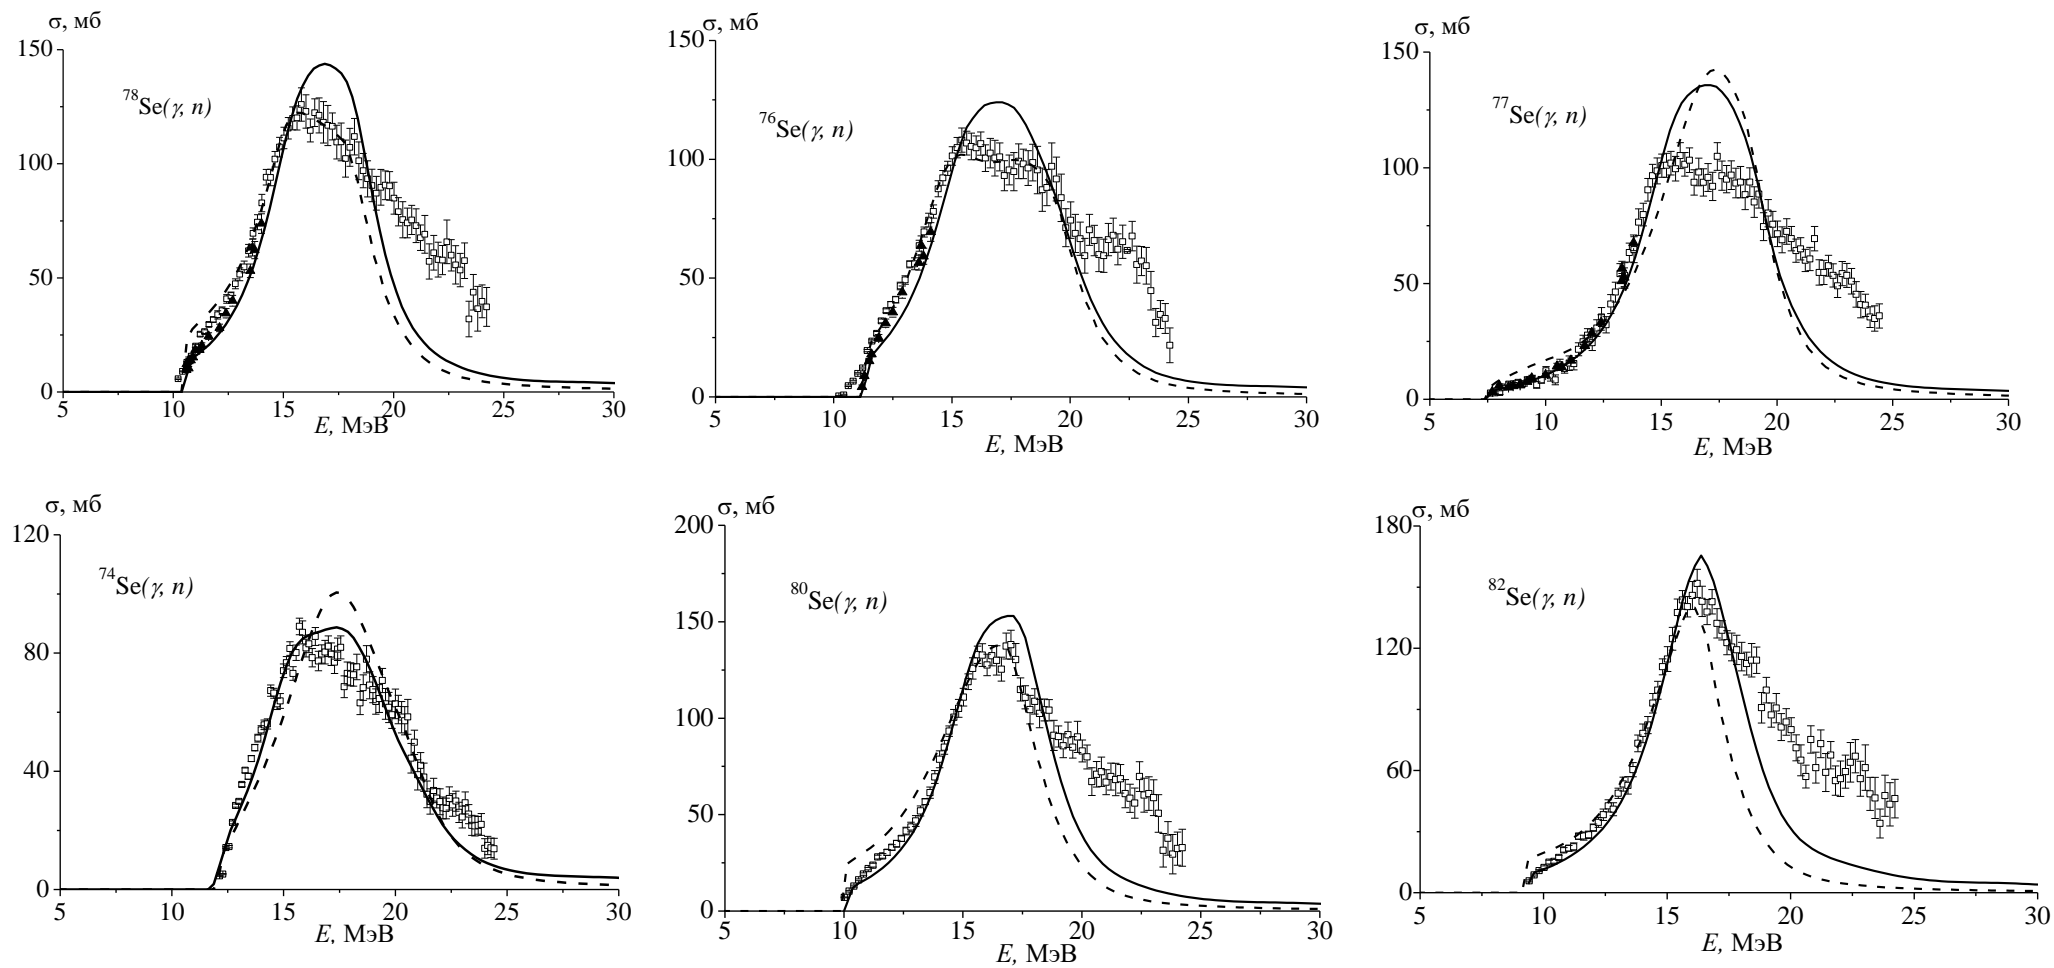 σ, мб
150
100
50
0
⁷⁸Se(γ, n)
5 10 15 20 25 30
E, МэВ
σ, мб
150
100
50
0
⁷⁶Se(γ, n)
5 10 15 20 25 30
E, МэВ
σ, мб
150
100
50
0
⁷⁷Se(γ, n)
5 10 15 20 25 30
E, МэВ
σ, мб
120
80
40
0
⁷⁴Se(γ, n)
5 10 15 20 25 30
E, МэВ
σ, мб
200
150
100
50
0
⁸⁰Se(γ, n)
5 10 15 20 25 30
E, МэВ
σ, мб
180
120
60
0
⁸²Se(γ, n)
5 10 15 20 25 30
E, МэВ